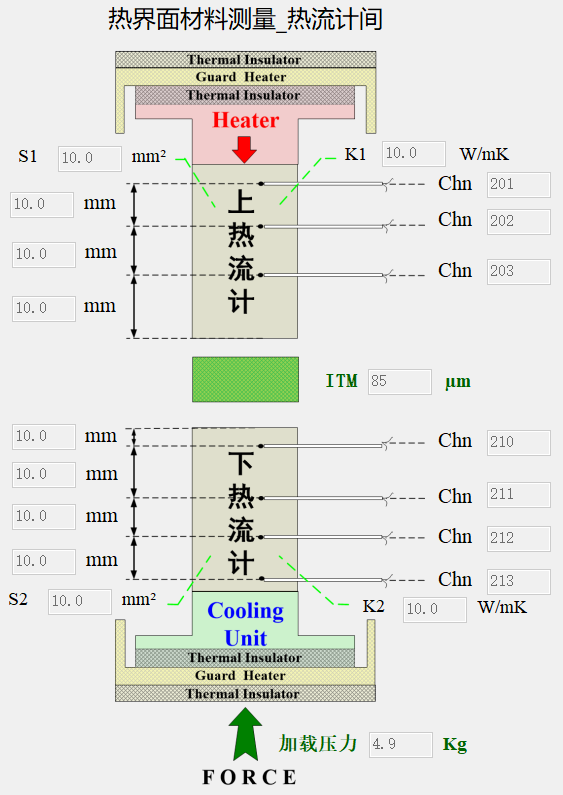 热界面材料测量_热流计间
Thermal Insulator
Guard Heater
Thermal Insulator
Heater
S1 10.0 mm²
K1 10.0 W/mK
Chn 201
10.0 mm
Chn 202
10.0 mm
Chn 203
10.0 mm
上
热
流
计
ITM 85 μm
10.0 mm
Chn 210
10.0 mm
Chn 211
10.0 mm
Chn 212
10.0 mm
Chn 213
下
热
流
计
S2 10.0 mm²
K2 10.0 W/mK
Cooling
Unit
Thermal Insulator
Guard Heater
Thermal Insulator
加载压力 4.9 Kg
FORCE